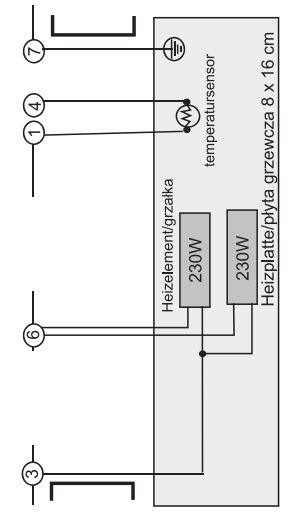 7
4
1
6
3
temperatursensor
Heizelement/grzałka
230W
230W
Heizplatte/płyta grzewcza 8 x 16 cm